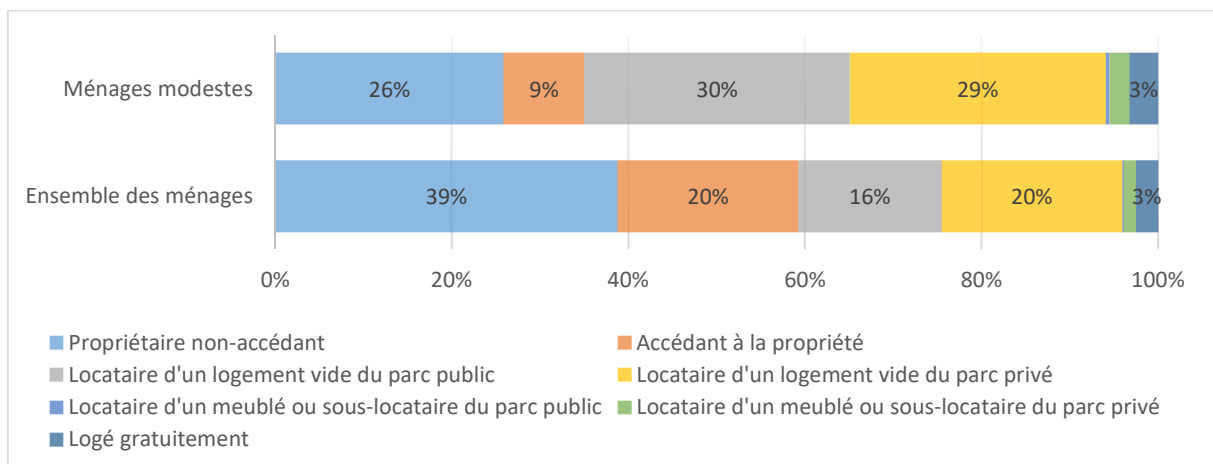 Ménages modestes 26% 9% 30% 29% 3%
Ensemble des ménages 39% 20% 16% 20% 3%
0% 20% 40% 60% 80% 100%
Propriétaire non-accédant Accédant à la propriété
Locataire d'un logement vide du parc public Locataire d'un logement vide du parc privé
Locataire d'un meublé ou sous-locataire du parc public Locataire d'un meublé ou sous-locataire du parc privé
Logé gratuitement